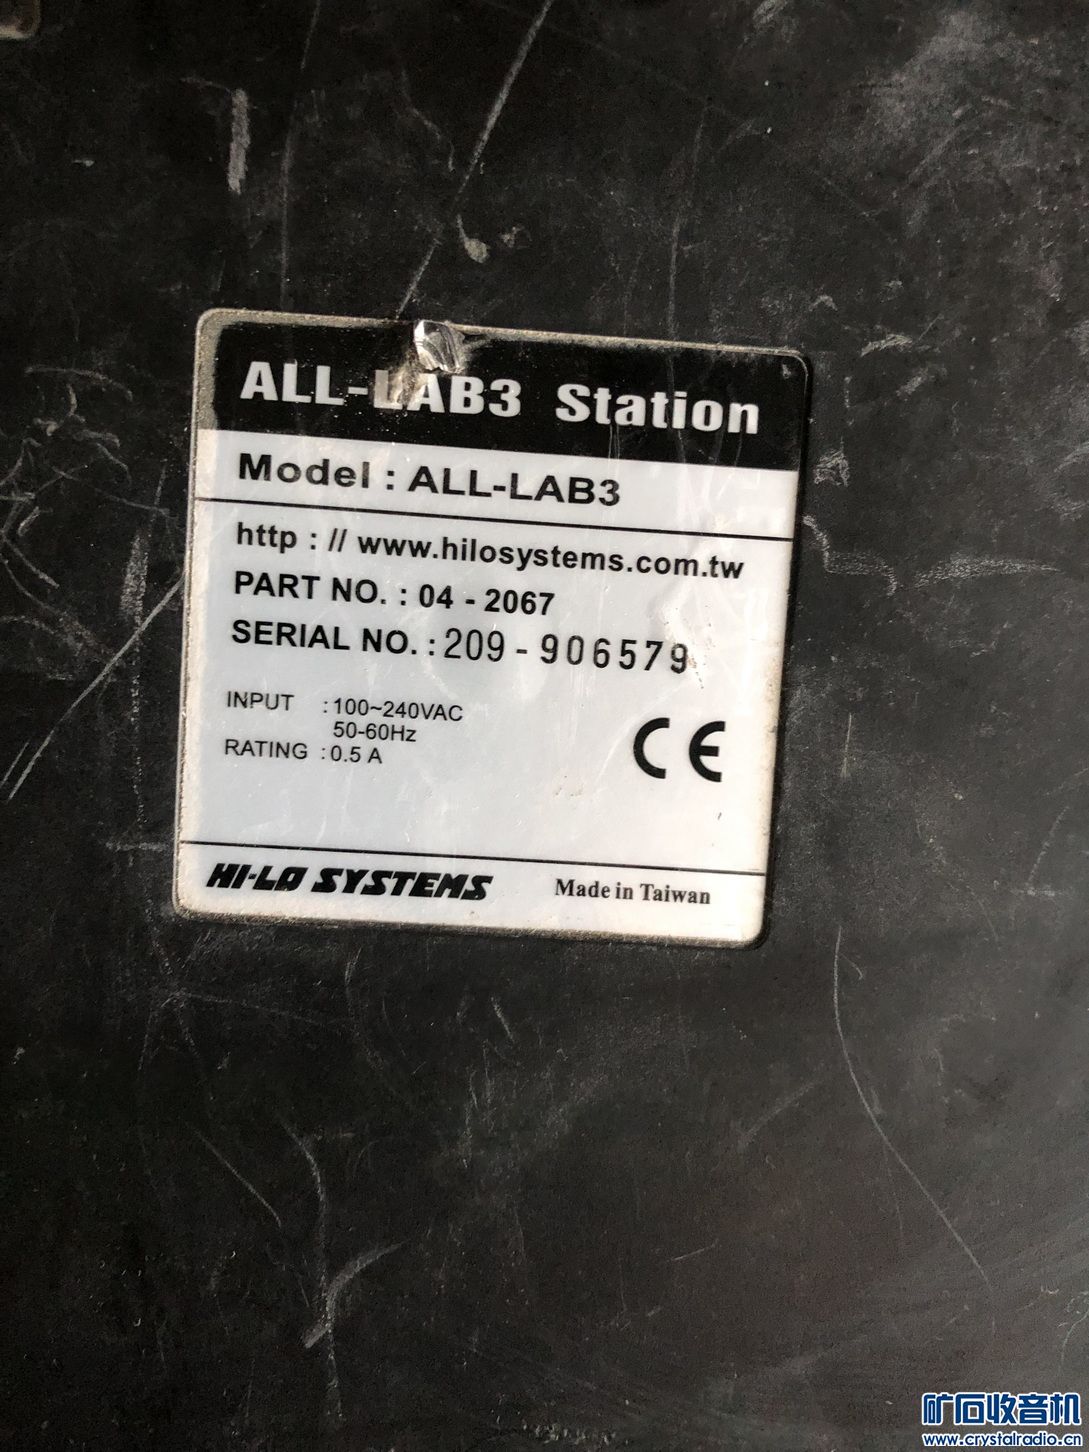 ALL-LAB3 Station
Model : ALL-LAB3
http : // www.hilosystems.com.tw
PART NO. : 04 - 2067
SERIAL NO. : 209 - 906579
INPUT : 100~240VAC
50-60Hz
RATING : 0.5 A
CE
HI-LO SYSTEMS Made in Taiwan
矿石收音机
www.crystalradio.cn